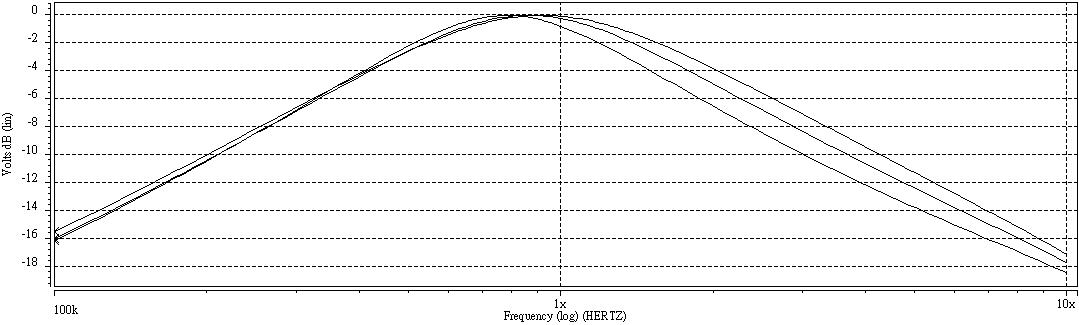 0
-2
-4
-6
-8
-10
-12
-14
-16
-18
Volts dB (lin)
100k
1x
10x
Frequency (log) (HERTZ)